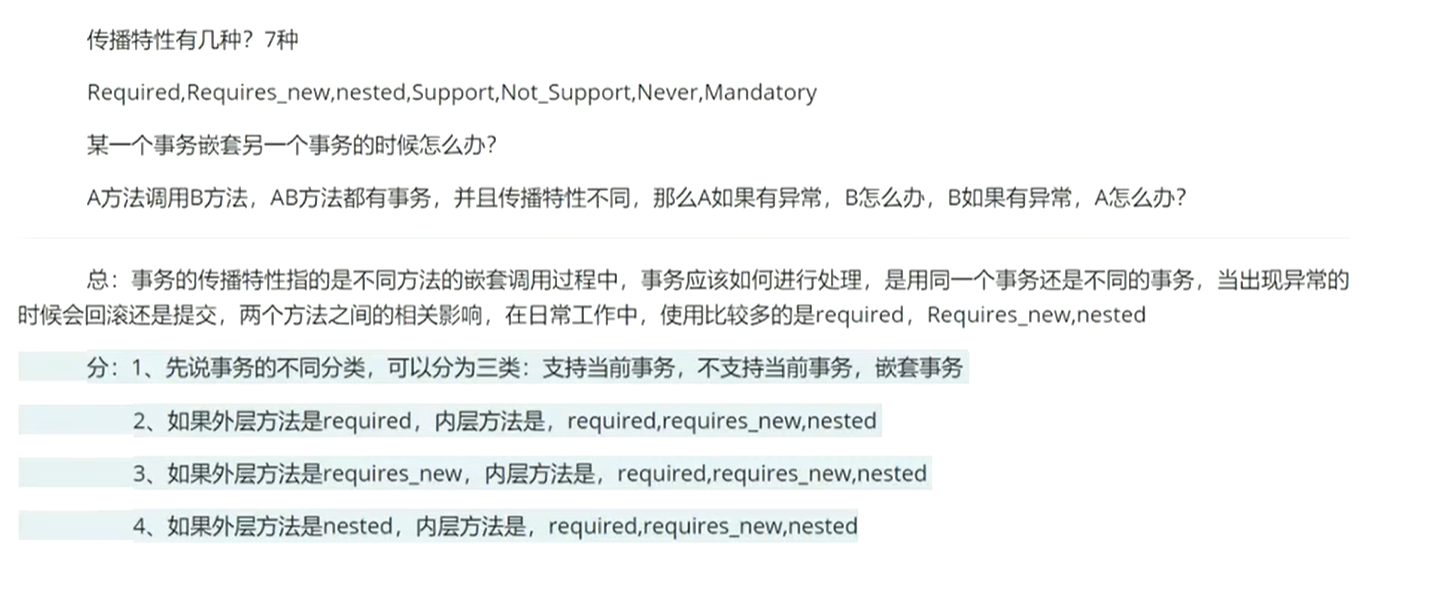 传播特性有几种？7种
Required,Requires_new,nested,Support,Not_Support,Never,Mandatory
某一个事务嵌套另一个事务的时候怎么办？
A方法调用B方法，AB方法都有事务，并且传播特性不同，那么A如果有异常，B怎么办，B如果有异常，A怎么办？
总：事务的传播特性指的是不同方法的嵌套调用过程中，事务应该如何进行处理，是用同一个事务还是不同的事务，当出现异常的
时候会回滚还是提交，两个方法之间的相关影响，在日常工作中，使用比较多的是required，Requires_new,nested
分：1、先说事务的不同分类，可以分为三类：支持当前事务，不支持当前事务，嵌套事务
2、如果外层方法是required，内层方法是，required,requires_new,nested
3、如果外层方法是requires_new，内层方法是，required,requires_new,nested
4、如果外层方法是nested，内层方法是，required,requires_new,nested